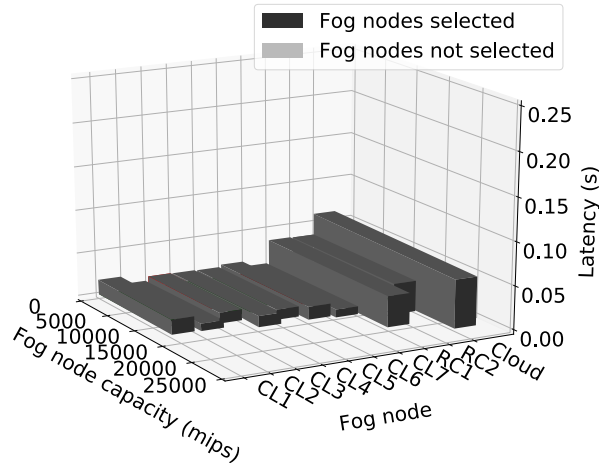 Fog nodes selected
Fog nodes not selected
0.25
0.20
0.15
0.10
0.05
0.00
Latency (s)
0
5000
10000
15000
20000
25000
Fog node capacity (mips)
CL1
CL2
CL3
CL4
CL5
CL6
CL7
RC1
RC2
Cloud
Fog node